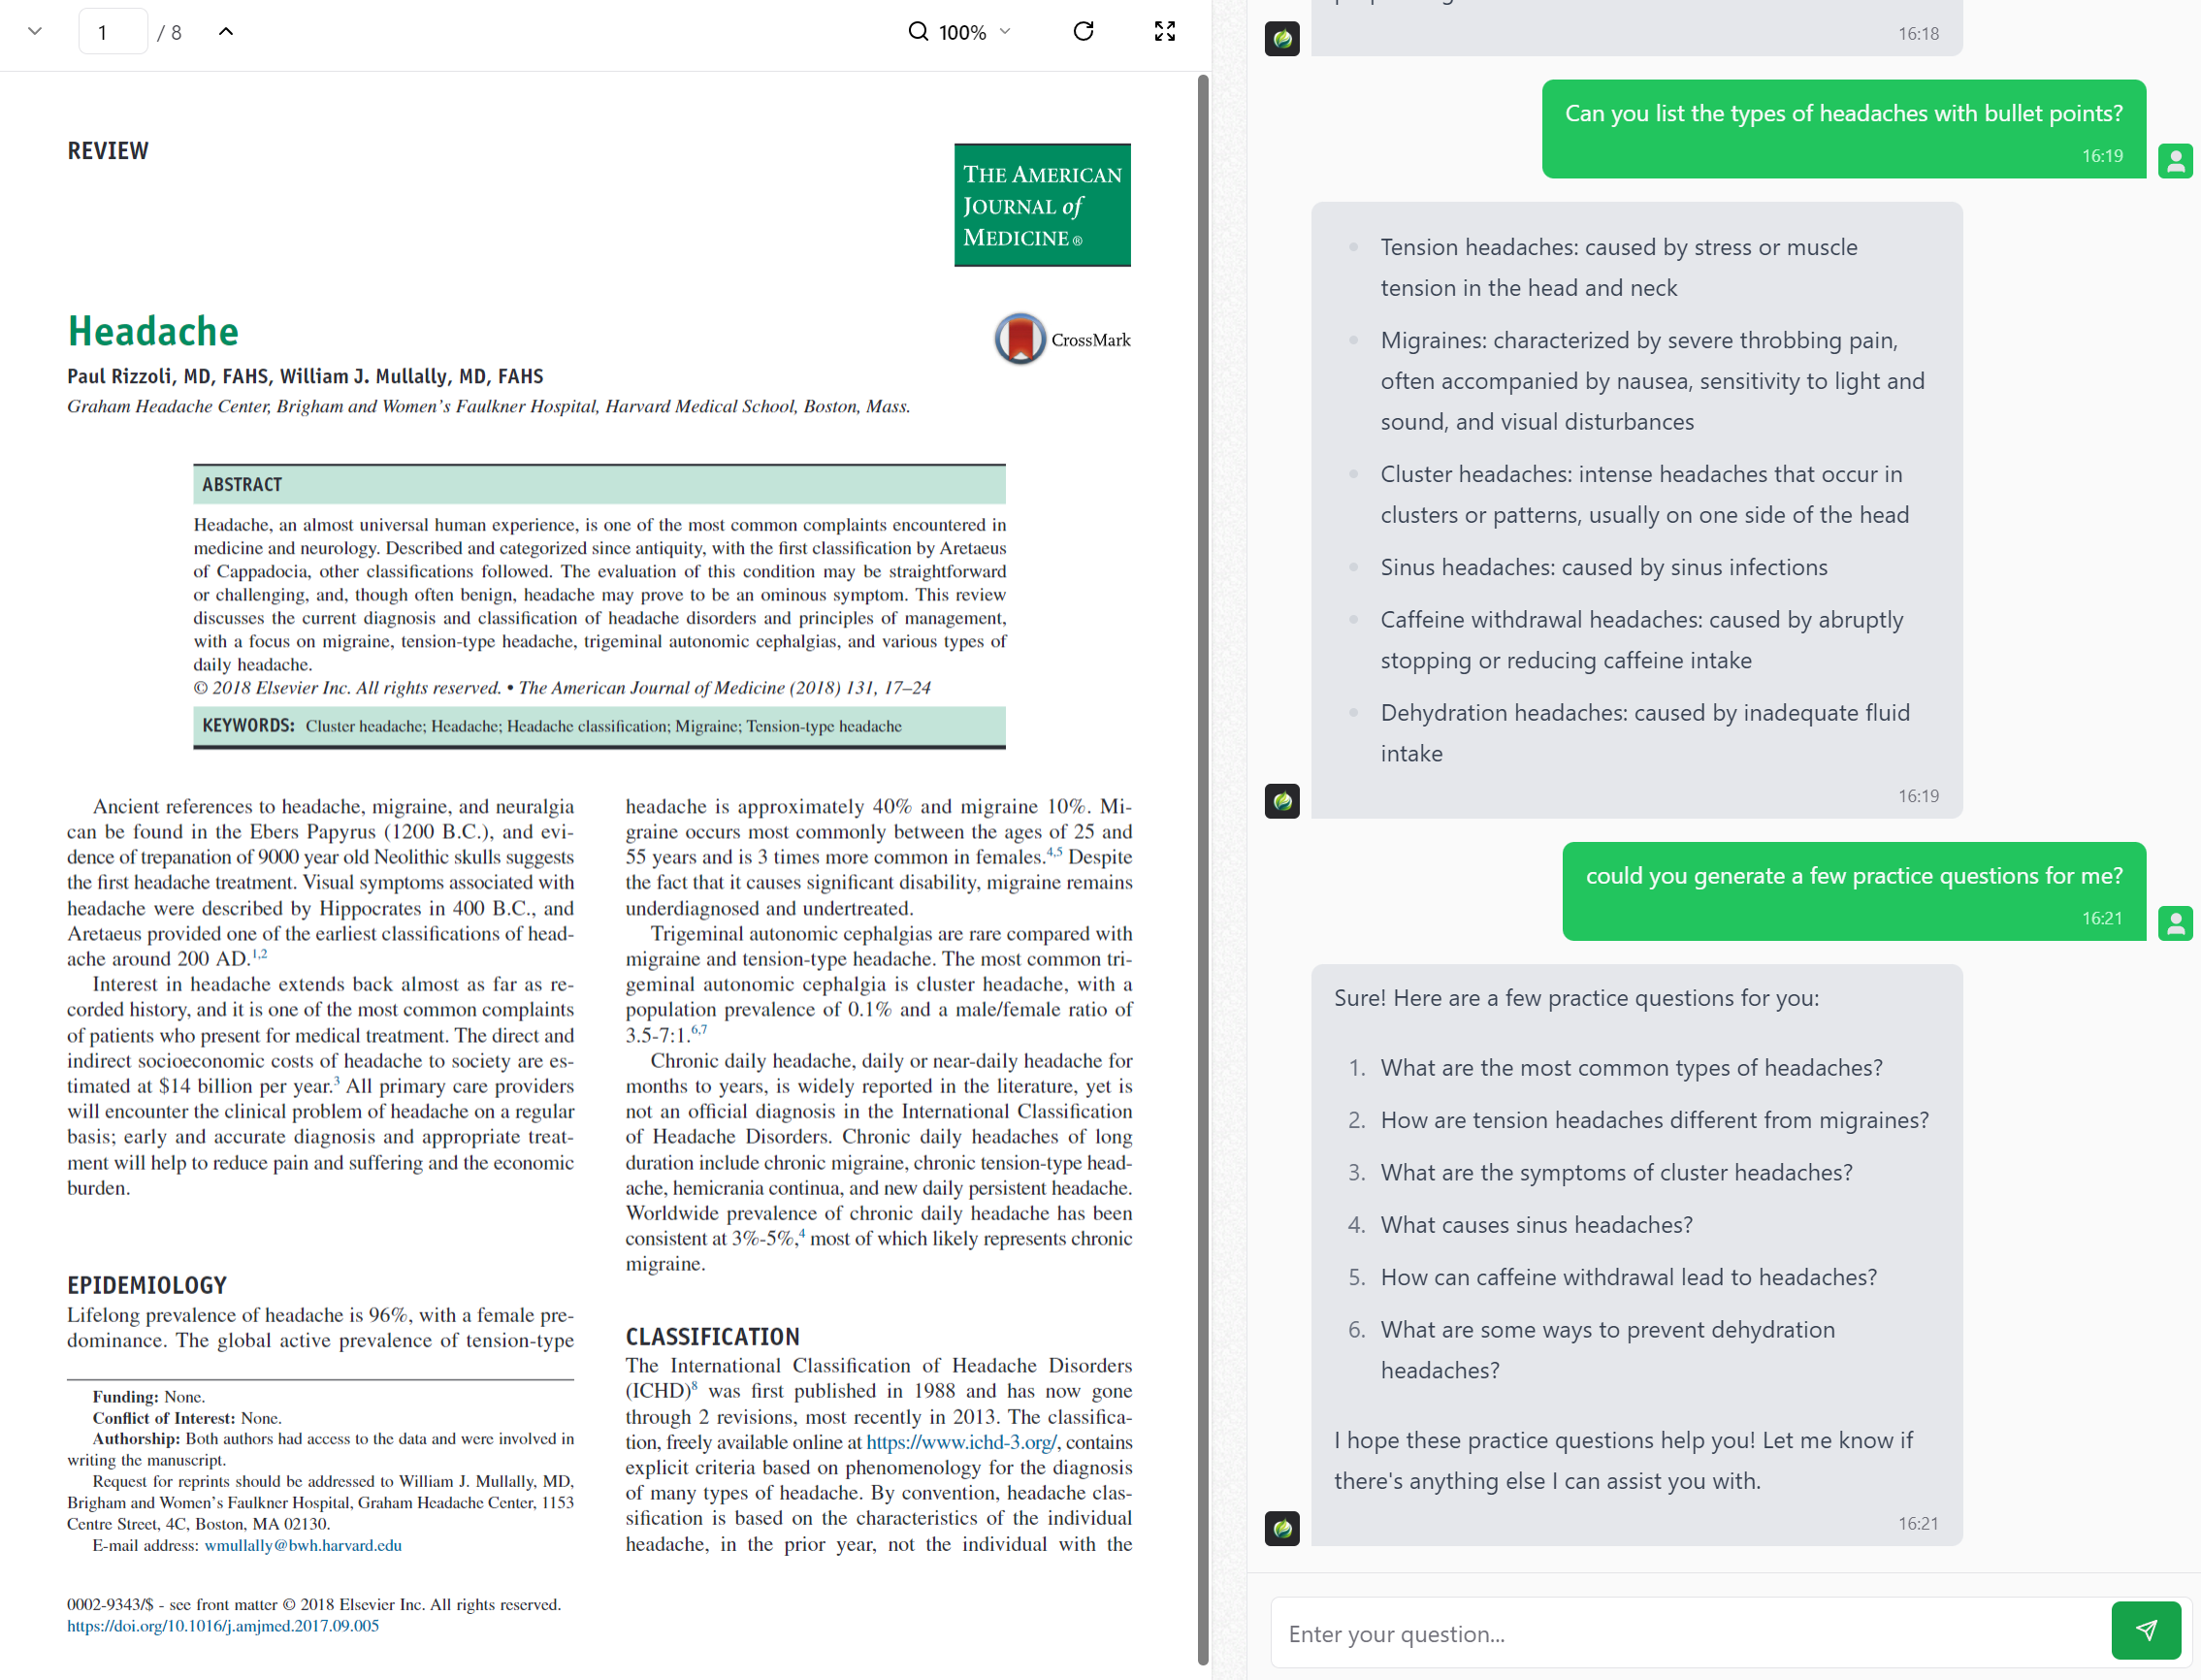 1 / 8
100%
REVIEW
THE AMERICAN
JOURNAL of
MEDICINE ®
Headache
CrossMark
Paul Rizzoli, MD, FAHS, William J. Mullally, MD, FAHS
Graham Headache Center, Brigham and Women's Faulkner Hospital, Harvard Medical School, Boston, Mass.
ABSTRACT
Headache, an almost universal human experience, is one of the most common complaints encountered in
medicine and neurology. Described and categorized since antiquity, with the first classification by Aretaeus
of Cappadocia, other classifications followed. The evaluation of this condition may be straightforward
or challenging, and, though often benign, headache may prove to be an ominous symptom. This review
discusses the current diagnosis and classification of headache disorders and principles of management,
with a focus on migraine, tension-type headache, trigeminal autonomic cephalgias, and various types of
daily headache.
© 2018 Elsevier Inc. All rights reserved. • The American Journal of Medicine (2018) 131, 17–24
KEYWORDS: Cluster headache; Headache; Headache classification; Migraine; Tension-type headache
Ancient references to headache, migraine, and neuralgia
can be found in the Ebers Papyrus (1200 B.C.), and evi-
dence of trepanation of 9000 year old Neolithic skulls suggests
the first headache treatment. Visual symptoms associated with
headache were described by Hippocrates in 400 B.C., and
Aretaeus provided one of the earliest classifications of head-
ache around 200 AD.1,2
Interest in headache extends back almost as far as re-
corded history, and it is one of the most common complaints
of patients who present for medical treatment. The direct and
indirect socioeconomic costs of headache to society are es-
timated at $14 billion per year.3 All primary care providers
will encounter the clinical problem of headache on a regular
basis; early and accurate diagnosis and appropriate treat-
ment will help to reduce pain and suffering and the economic
burden.
EPIDEMIOLOGY
Lifelong prevalence of headache is 96%, with a female pre-
dominance. The global active prevalence of tension-type
Funding: None.
Conflict of Interest: None.
Authorship: Both authors had access to the data and were involved in
writing the manuscript.
Request for reprints should be addressed to William J. Mullally, MD,
Brigham and Women's Faulkner Hospital, Graham Headache Center, 1153
Centre Street, 4C, Boston, MA 02130.
E-mail address: wmullally@bwh.harvard.edu
0002-9343/$ - see front matter © 2018 Elsevier Inc. All rights reserved.
https://doi.org/10.1016/j.amjmed.2017.09.005
headache is approximately 40% and migraine 10%. Mi-
graine occurs most commonly between the ages of 25 and
55 years and is 3 times more common in females.4,5 Despite
the fact that it causes significant disability, migraine remains
underdiagnosed and undertreated.
Trigeminal autonomic cephalgias are rare compared with
migraine and tension-type headache. The most common tri-
geminal autonomic cephalgia is cluster headache, with a
population prevalence of 0.1% and a male/female ratio of
3.5-7:1.6,7
Chronic daily headache, daily or near-daily headache for
months to years, is widely reported in the literature, yet is
not an official diagnosis in the International Classification
of Headache Disorders. Chronic daily headaches of long
duration include chronic migraine, chronic tension-type head-
ache, hemicrania continua, and new daily persistent headache.
Worldwide prevalence of chronic daily headache has been
consistent at 3%-5%,4 most of which likely represents chronic
migraine.
CLASSIFICATION
The International Classification of Headache Disorders
(ICHD)8 was first published in 1988 and has now gone
through 2 revisions, most recently in 2013. The classifica-
tion, freely available online at https://www.ichd-3.org/, contains
explicit criteria based on phenomenology for the diagnosis
of many types of headache. By convention, headache clas-
sification is based on the characteristics of the individual
headache, in the prior year, not the individual with the
16:18
Can you list the types of headaches with bullet points?
16:19
• Tension headaches: caused by stress or muscle
tension in the head and neck
• Migraines: characterized by severe throbbing pain,
often accompanied by nausea, sensitivity to light and
sound, and visual disturbances
• Cluster headaches: intense headaches that occur in
clusters or patterns, usually on one side of the head
• Sinus headaches: caused by sinus infections
• Caffeine withdrawal headaches: caused by abruptly
stopping or reducing caffeine intake
• Dehydration headaches: caused by inadequate fluid
intake
16:19
could you generate a few practice questions for me?
16:21
Sure! Here are a few practice questions for you:
1. What are the most common types of headaches?
2. How are tension headaches different from migraines?
3. What are the symptoms of cluster headaches?
4. What causes sinus headaches?
5. How can caffeine withdrawal lead to headaches?
6. What are some ways to prevent dehydration
headaches?
I hope these practice questions help you! Let me know if
there's anything else I can assist you with.
16:21
Enter your question...